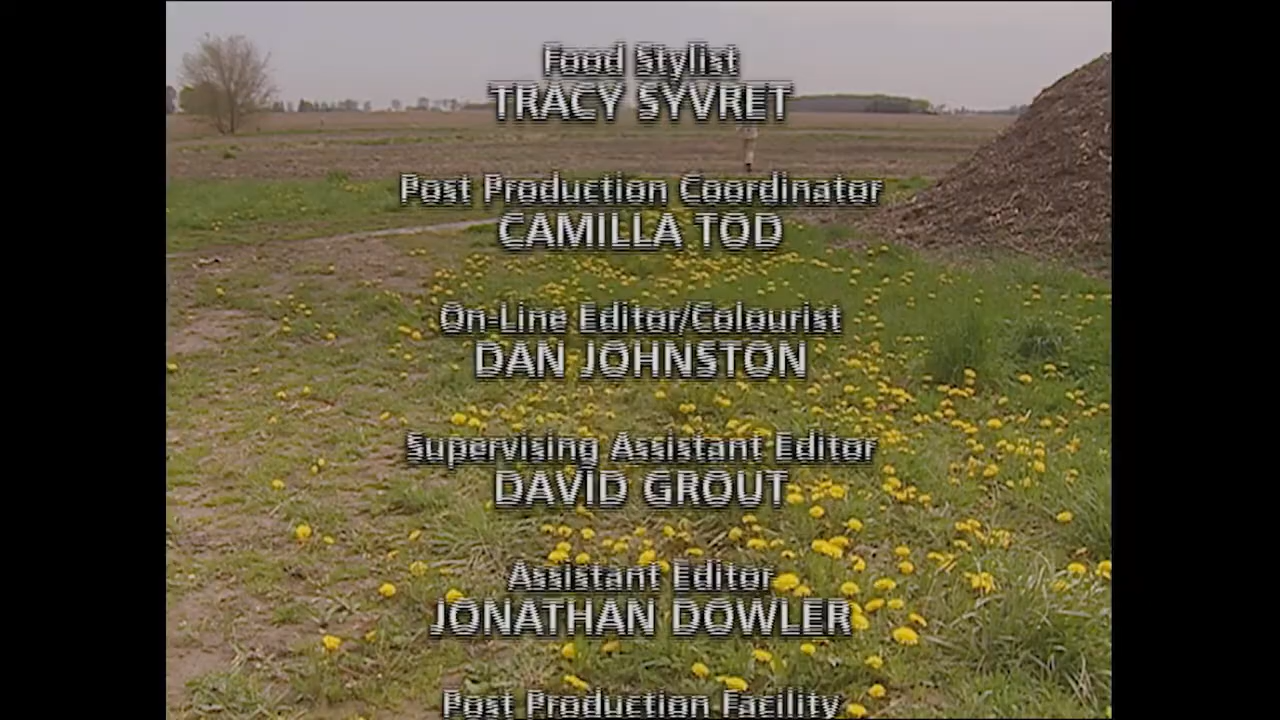 Food Stylist
TRACY SYVRET
Post Production Coordinator
CAMILLA TOD
On-Line Editor/Colourist
DAN JOHNSTON
Supervising Assistant Editor
DAVID GROUT
Assistant Editor
JONATHAN DOWLER
Post Production Facility